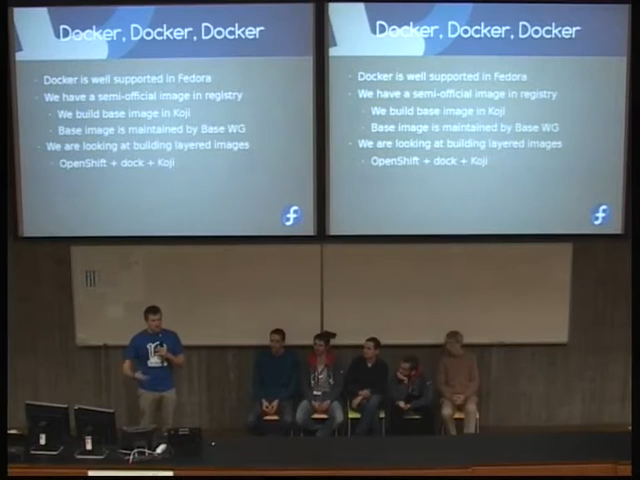 Docker, Docker, Docker
Docker is well supported in Fedora
We have a semi-official image in registry
We build base image in Koji
Base image is maintained by Base WG
We are looking at building layered images
OpenShift + dock + Koji
Docker, Docker, Docker
Docker is well supported in Fedora
We have a semi-official image in registry
We build base image in Koji
Base image is maintained by Base WG
We are looking at building layered images
OpenShift + dock + Koji